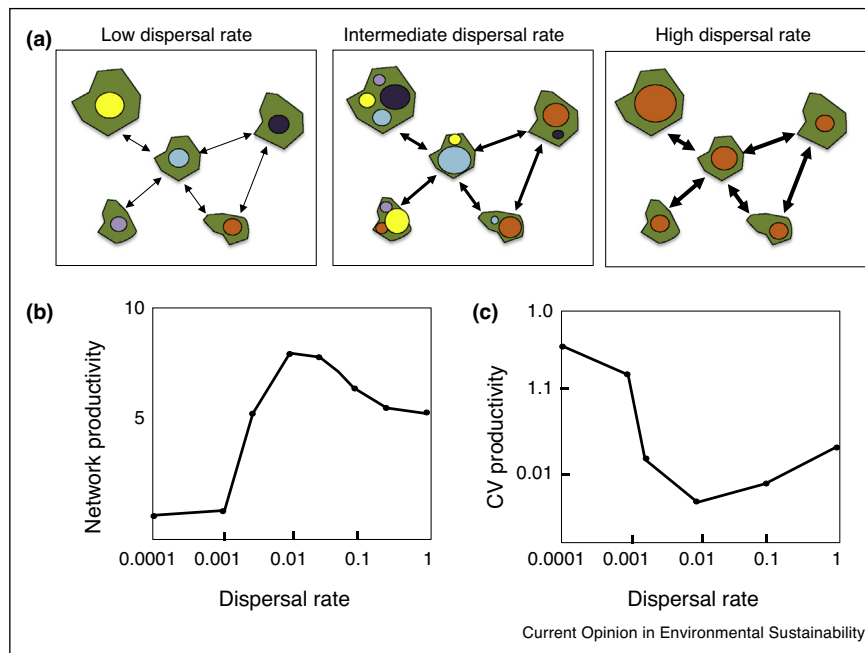 (a)
Low dispersal rate
Intermediate dispersal rate
High dispersal rate
(b)
10
5
Network productivity
0.0001
0.001
0.01
0.1
1
Dispersal rate
(c)
1.0
1.1
0.01
CV productivity
0.0001
0.001
0.01
0.1
1
Dispersal rate
Current Opinion in Environmental Sustainability